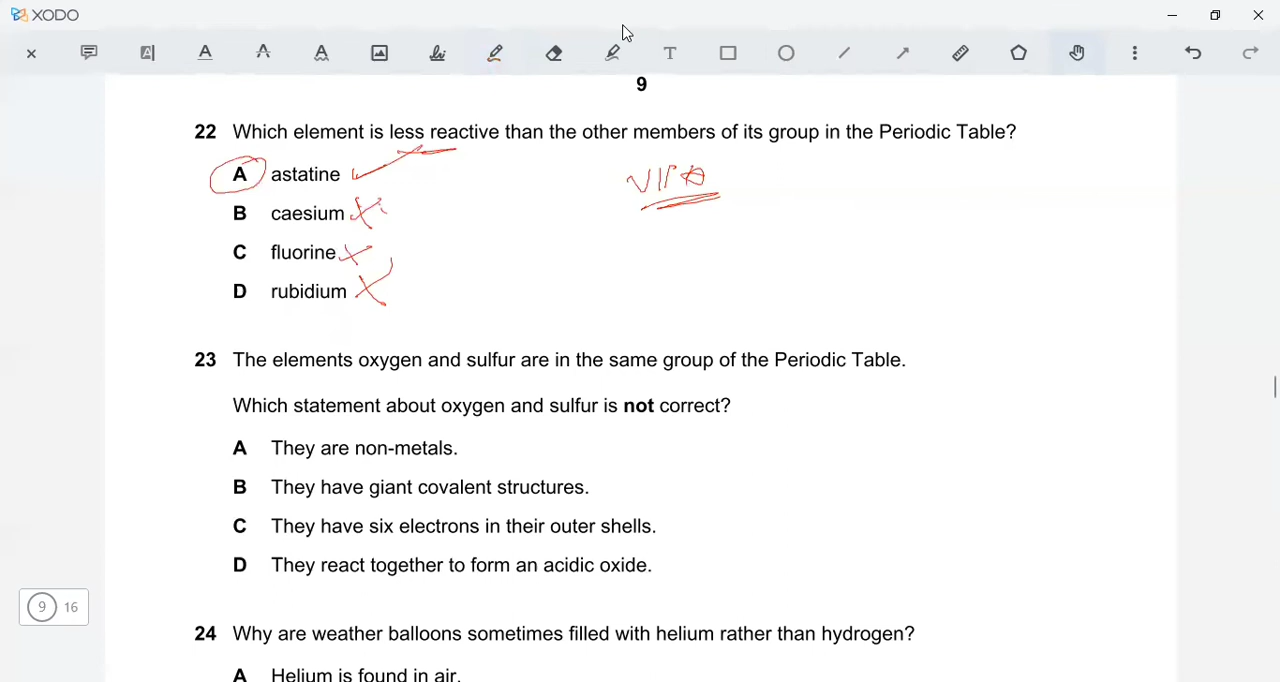 XODO
9
22 Which element is less reactive than the other members of its group in the Periodic Table?
A astatine
B caesium
C fluorine
D rubidium
23 The elements oxygen and sulfur are in the same group of the Periodic Table.
Which statement about oxygen and sulfur is not correct?
A They are non-metals.
B They have giant covalent structures.
C They have six electrons in their outer shells.
D They react together to form an acidic oxide.
24 Why are weather balloons sometimes filled with helium rather than hydrogen?
A Helium is found in air.
9 16